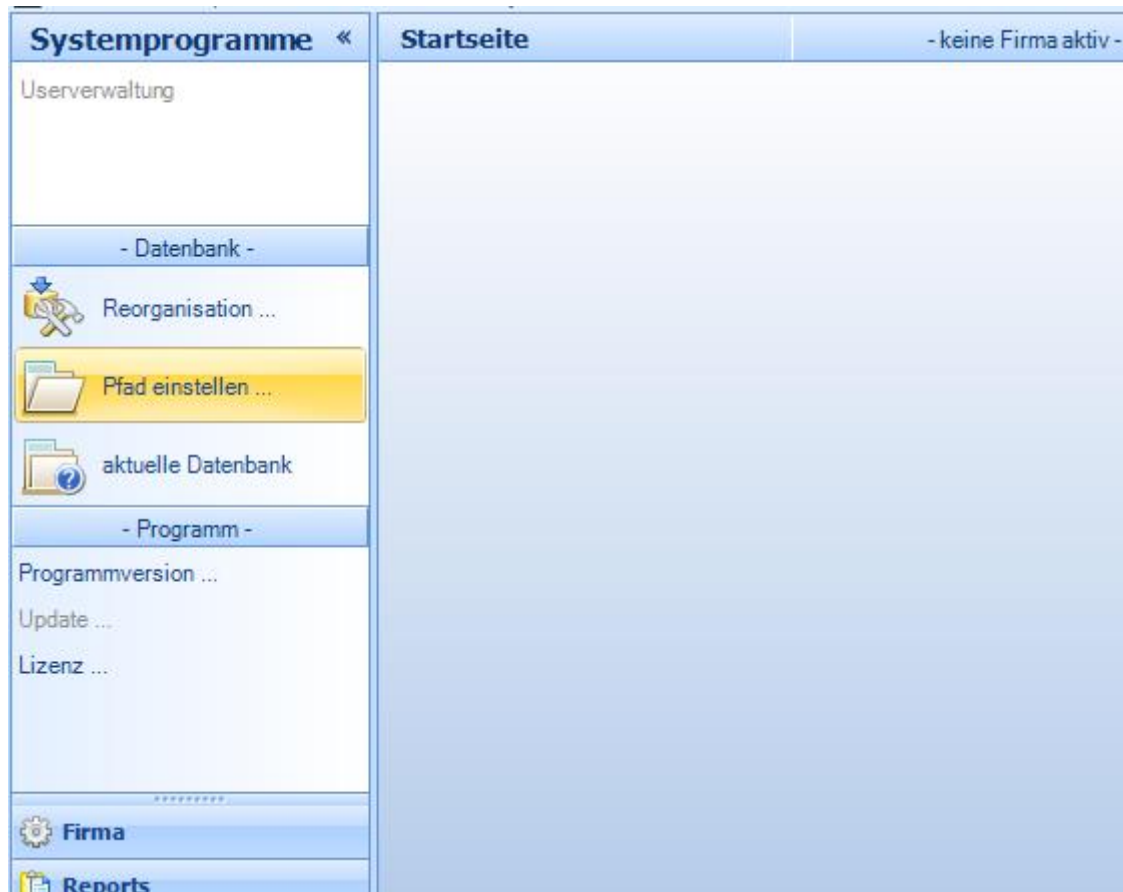 Systemprogramme «
Startseite
- keine Firma aktiv -
Userverwaltung
- Datenbank -
Reorganisation ...
Pfad einstellen ...
aktuelle Datenbank
- Programm -
Programmversion ...
Update ...
Lizenz ...
Firma
Reports